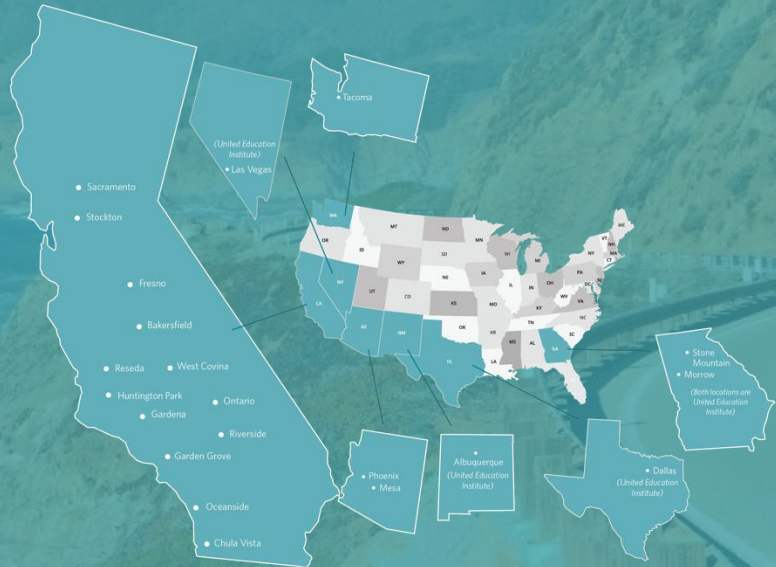 Sacramento
Stockton
Fresno
Bakersfield
Reseda
West Covina
Huntington Park
Ontario
Gardena
Riverside
Garden Grove
Oceanside
Chula Vista
(United Education
Institute)
Las Vegas
Tacoma
WA
OR
CA
NV
ID
MT
WY
UT
AZ
CO
NM
ND
SD
NE
KS
OK
TX
MN
IA
MO
AR
LA
WI
IL
MI
IN
OH
KY
TN
MS
AL
GA
SC
NC
VA
WV
PA
NY
VT
NH
MA
CT
NJ
DC
ME
Phoenix
Mesa
Albuquerque
(United Education
Institute)
Dallas
(United Education
Institute)
Stone
Mountain
Morrow
(Both locations are
United Education
Institute)